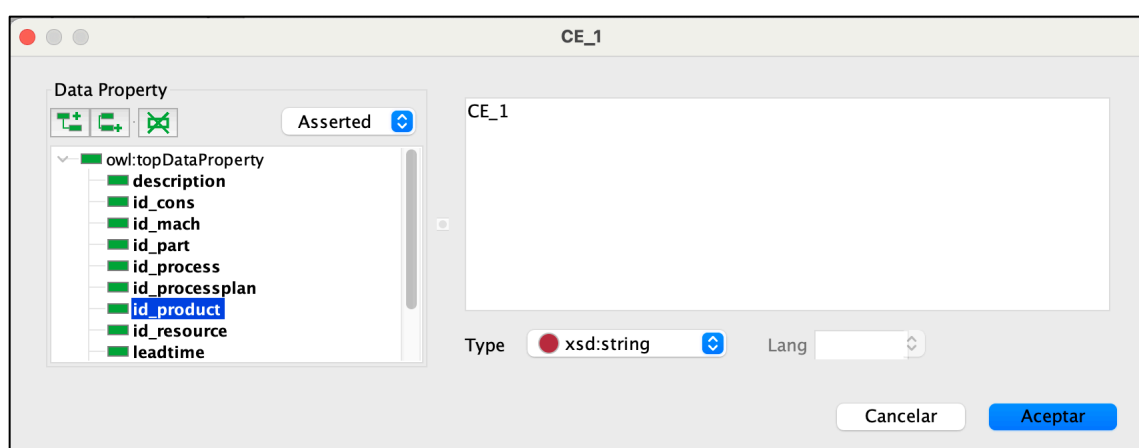 CE_1
Data Property
Asserted
CE_1
owl:topDataProperty
description
id_cons
id_mach
id_part
id_process
id_processplan
id_product
id_resource
leadtime
Type xsd:string Lang
Cancelar Aceptar